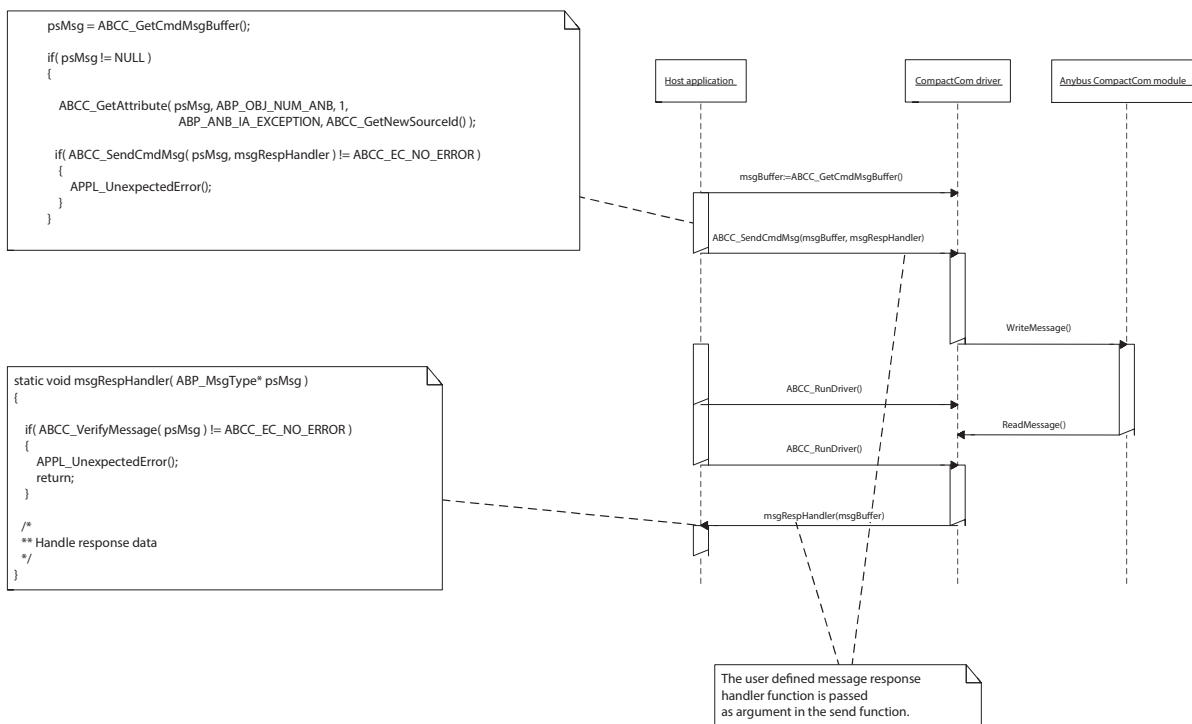 psMsg = ABCC_GetCmdMsgBuffer();
if( psMsg != NULL )
{
ABCC_GetAttribute( psMsg, ABP_OBJ_NUM_ANB, 1,
ABP_ANB_IA_EXCEPTION, ABCC_GetNewSourceId() );
if( ABCC_SendCmdMsg( psMsg, msgRespHandler ) != ABCC_EC_NO_ERROR )
{
APPL_UnexpectedError();
}
}
Host application
CompactCom driver
Anybus CompactCom module
msgBuffer:=ABCC_GetCmdMsgBuffer()
ABCC_SendCmdMsg(msgBuffer, msgRespHandler)
WriteMessage()
ABCC_RunDriver()
ReadMessage()
ABCC_RunDriver()
msgRespHandler(msgBuffer)
static void msgRespHandler( ABP_MsgType* psMsg )
{
if( ABCC_VerifyMessage( psMsg ) != ABCC_EC_NO_ERROR )
{
APPL_UnexpectedError();
return;
}
/*
** Handle response data
*/
}
The user defined message response
handler function is passed
as argument in the send function.